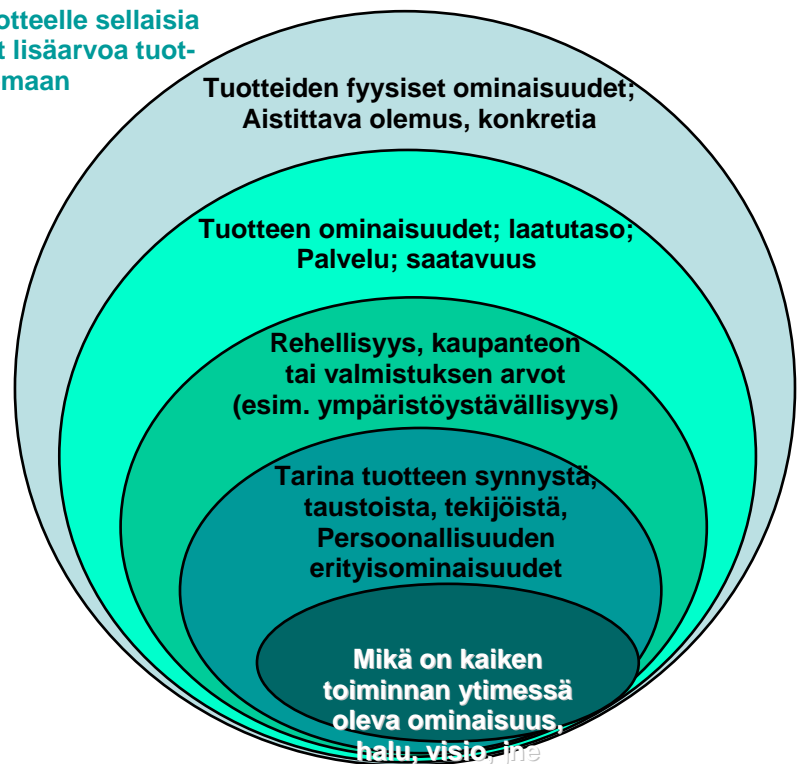 otteelle sellaisia
t lisäarvoa tuot-
maan
Tuotteiden fyysiset ominaisuudet;
Aistittava olemus, konkretia
Tuotteen ominaisuudet; laatutaso;
Palvelu; saatavuus
Rehellisyys, kaupanteon
tai valmistuksen arvot
(esim. ympäristöystävällisyys)
Tarina tuotteen synnystä,
taustoista, tekijöistä,
Persoonallisuuden
erityisominaisuudet
Mikä on kaiken
toiminnan ytimessä
oleva ominaisuus,
halu, visio, jne